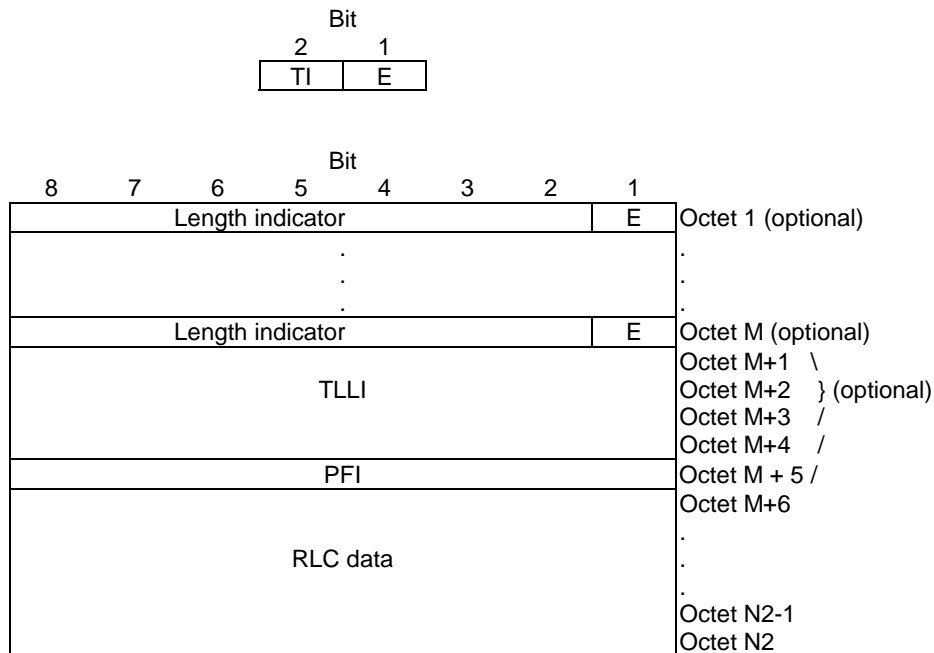 Bit
2 1
TI E
Bit
8 7 6 5 4 3 2 1
Length indicator E Octet 1 (optional)
. .
. .
. .
Length indicator E Octet M (optional)
Octet M+1 \
TLLI Octet M+2 } (optional)
Octet M+3 /
Octet M+4 /
PFI Octet M + 5 /
Octet M+6
.
RLC data .
.
Octet N2-1
Octet N2